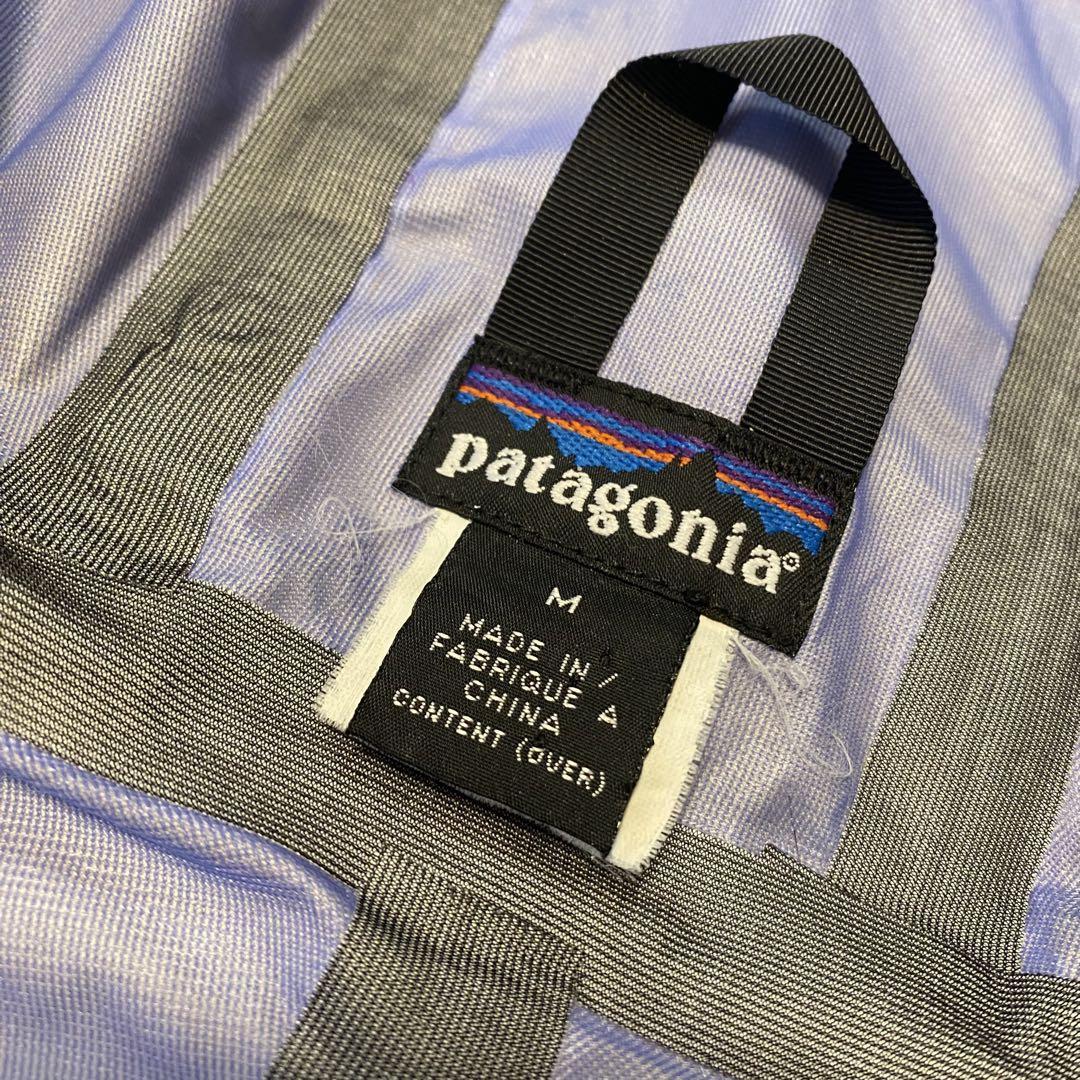 patagonia®
M
MADE IN /
FABRIQUE A
CHINA
CONTENT (OVER)